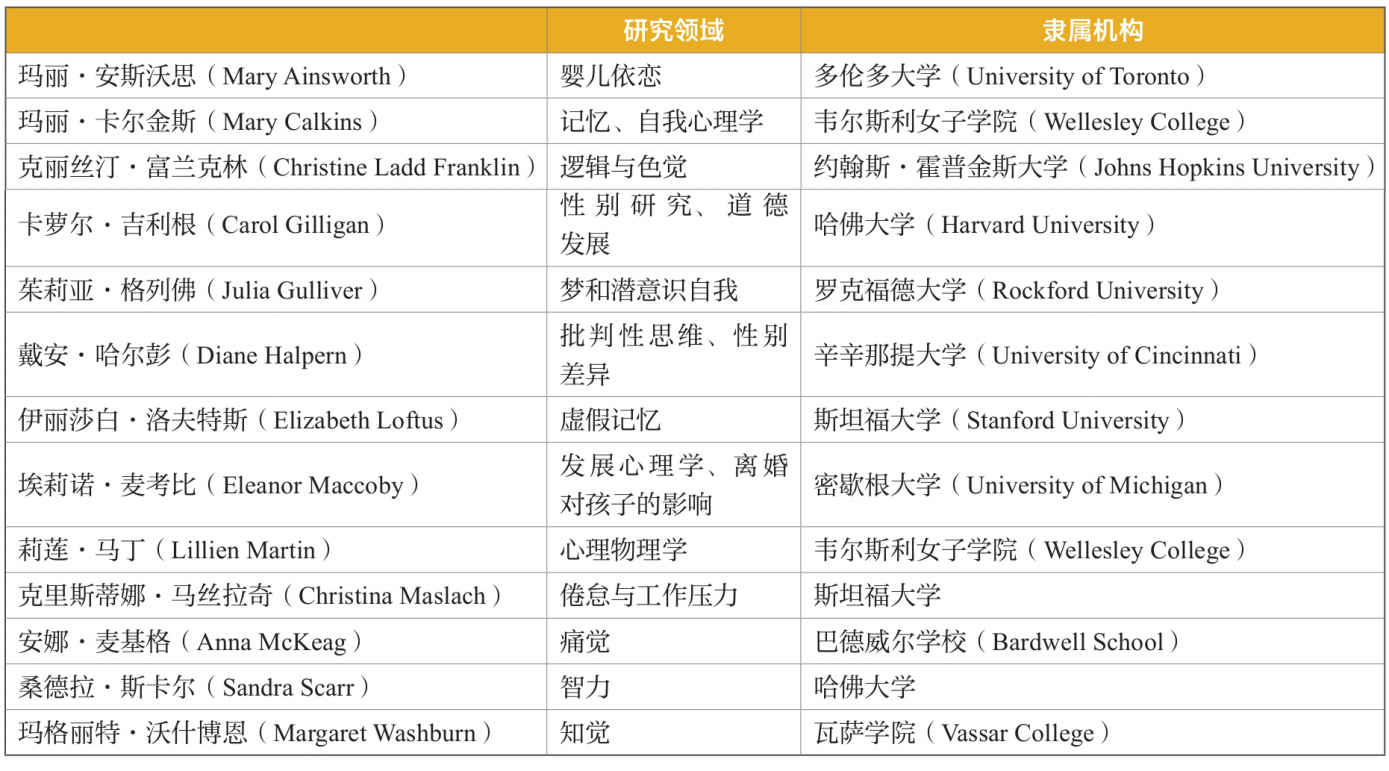 研究领域 隶属机构
玛丽·安斯沃思（Mary Ainsworth） 婴儿依恋 多伦多大学（University of Toronto）
玛丽·卡尔金斯（Mary Calkins） 记忆、自我心理学 韦尔斯利女子学院（Wellesley College）
克丽丝汀·富兰克林（Christine Ladd Franklin） 逻辑与色觉 约翰斯·霍普金斯大学（Johns Hopkins University）
卡萝尔·吉利根（Carol Gilligan） 性别研究、道德
发展 哈佛大学（Harvard University）
茱莉亚·格列佛（Julia Gulliver） 梦和潜意识自我 罗克福德大学（Rockford University）
戴安·哈尔彭（Diane Halpern） 批判性思维、性别
差异 辛辛那提大学（University of Cincinnati）
伊丽莎白·洛夫特斯（Elizabeth Loftus） 虚假记忆 斯坦福大学（Stanford University）
埃莉诺·麦考比（Eleanor Maccoby） 发展心理学、离婚
对孩子的影响 密歇根大学（University of Michigan）
莉莲·马丁（Lillien Martin） 心理物理学 韦尔斯利女子学院（Wellesley College）
克里斯蒂娜·马丝拉奇（Christina Maslach） 倦怠与工作压力 斯坦福大学
安娜·麦基格（Anna McKeag） 痛觉 巴德威尔学校（Bardwell School）
桑德拉·斯卡尔（Sandra Scarr） 智力 哈佛大学
玛格丽特·沃什博恩（Margaret Washburn） 知觉 瓦萨学院（Vassar College）